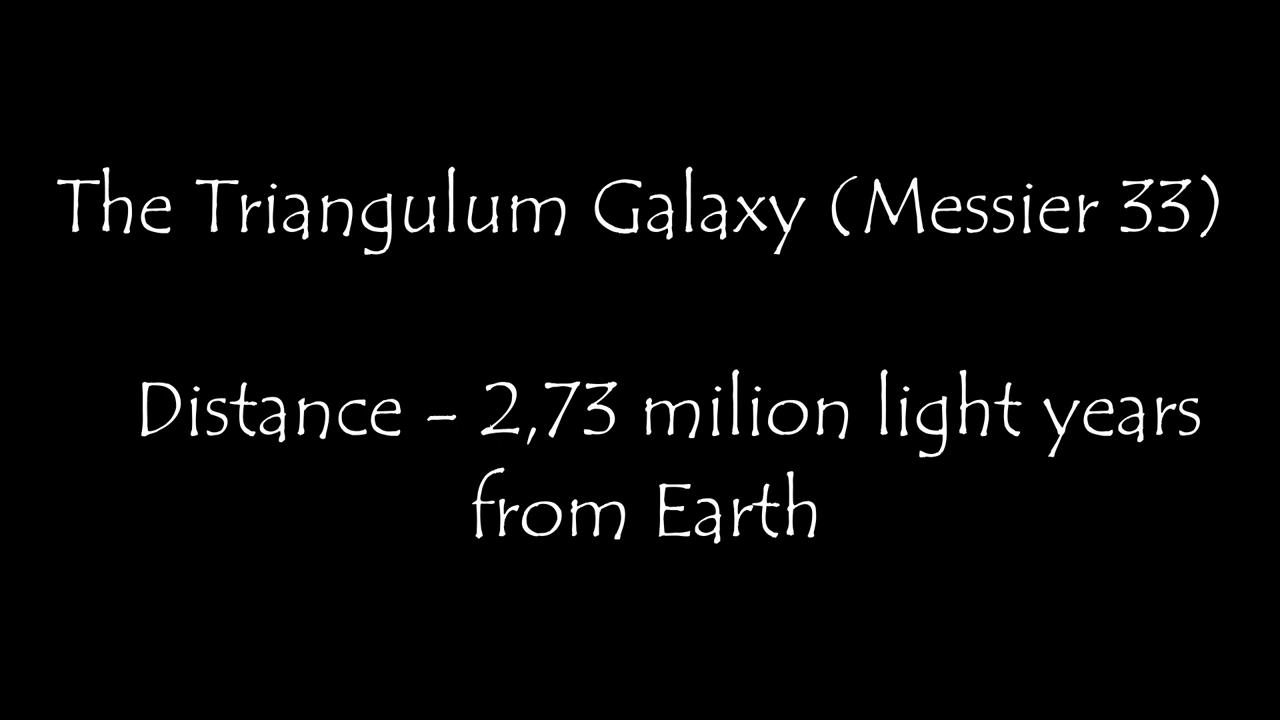 The Triangulum Galaxy (Messier 33)
Distance - 2,73 milion light years
from Earth